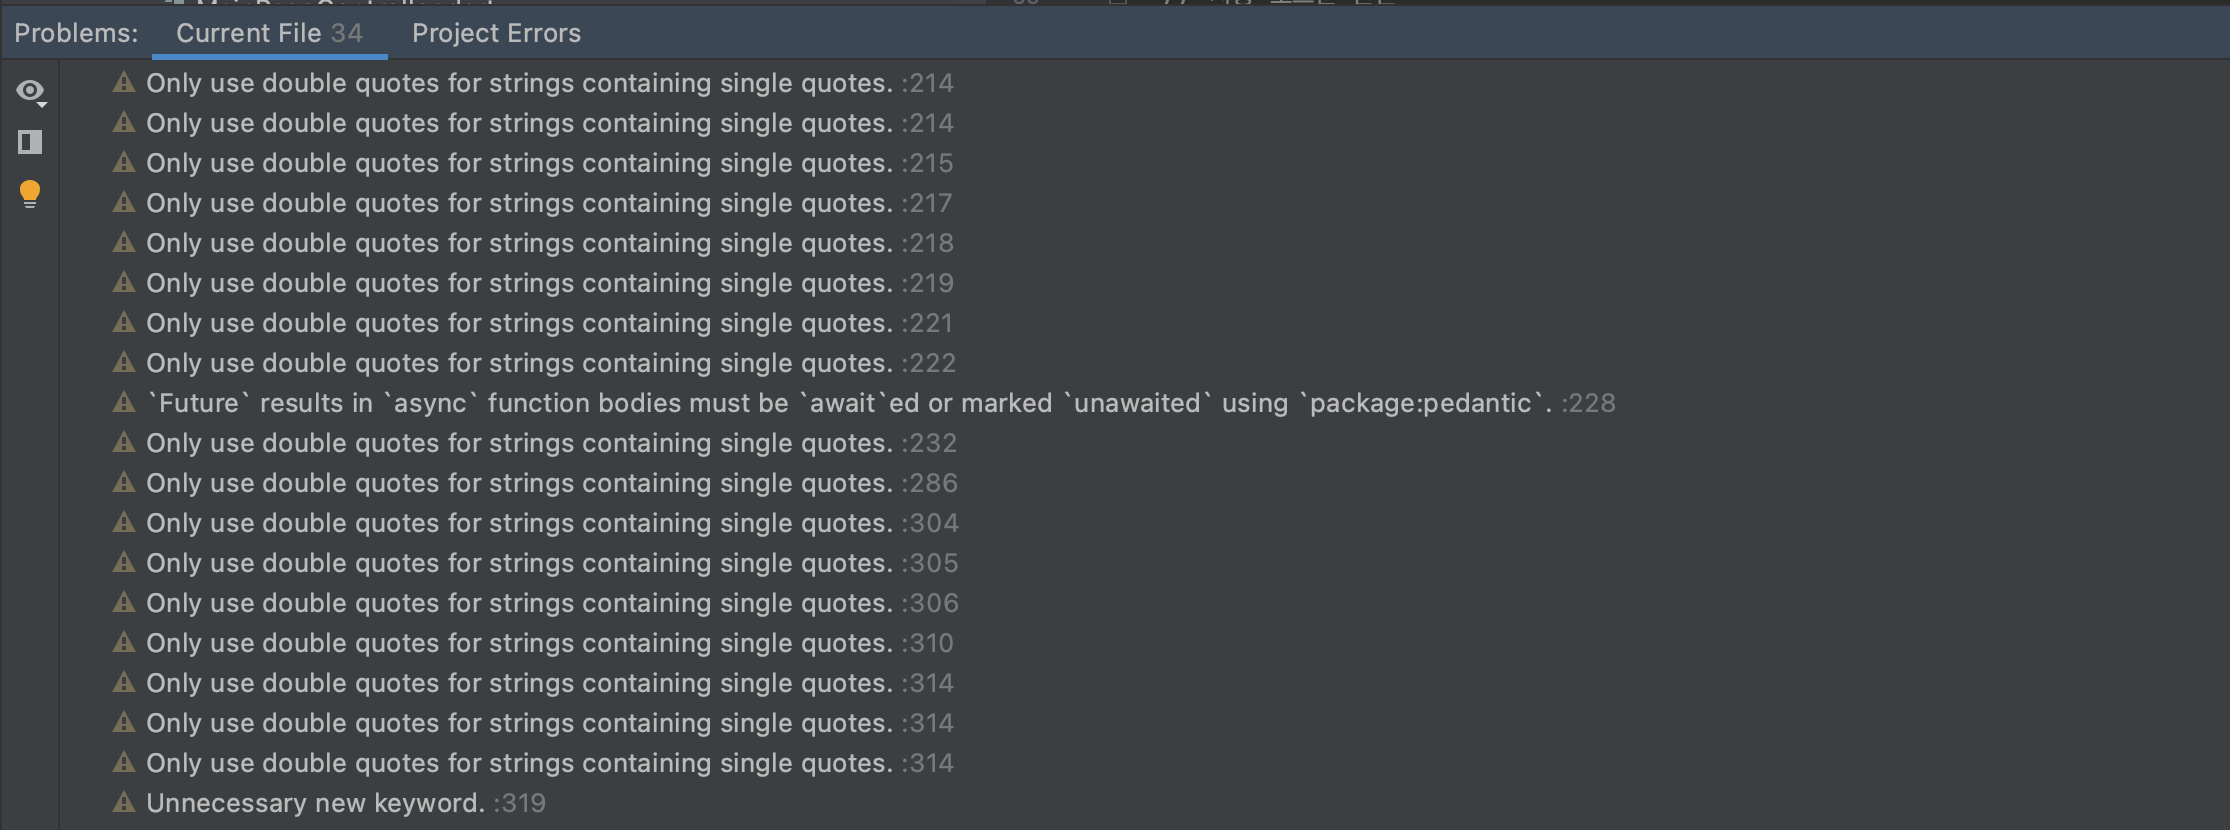 Problems: Current File 34 Project Errors
Only use double quotes for strings containing single quotes. :214
Only use double quotes for strings containing single quotes. :214
Only use double quotes for strings containing single quotes. :215
Only use double quotes for strings containing single quotes. :217
Only use double quotes for strings containing single quotes. :218
Only use double quotes for strings containing single quotes. :219
Only use double quotes for strings containing single quotes. :221
Only use double quotes for strings containing single quotes. :222
`Future` results in `async` function bodies must be `await`ed or marked `unawaited` using `package:pedantic`. :228
Only use double quotes for strings containing single quotes. :232
Only use double quotes for strings containing single quotes. :286
Only use double quotes for strings containing single quotes. :304
Only use double quotes for strings containing single quotes. :305
Only use double quotes for strings containing single quotes. :306
Only use double quotes for strings containing single quotes. :310
Only use double quotes for strings containing single quotes. :314
Only use double quotes for strings containing single quotes. :314
Only use double quotes for strings containing single quotes. :314
Unnecessary new keyword. :319